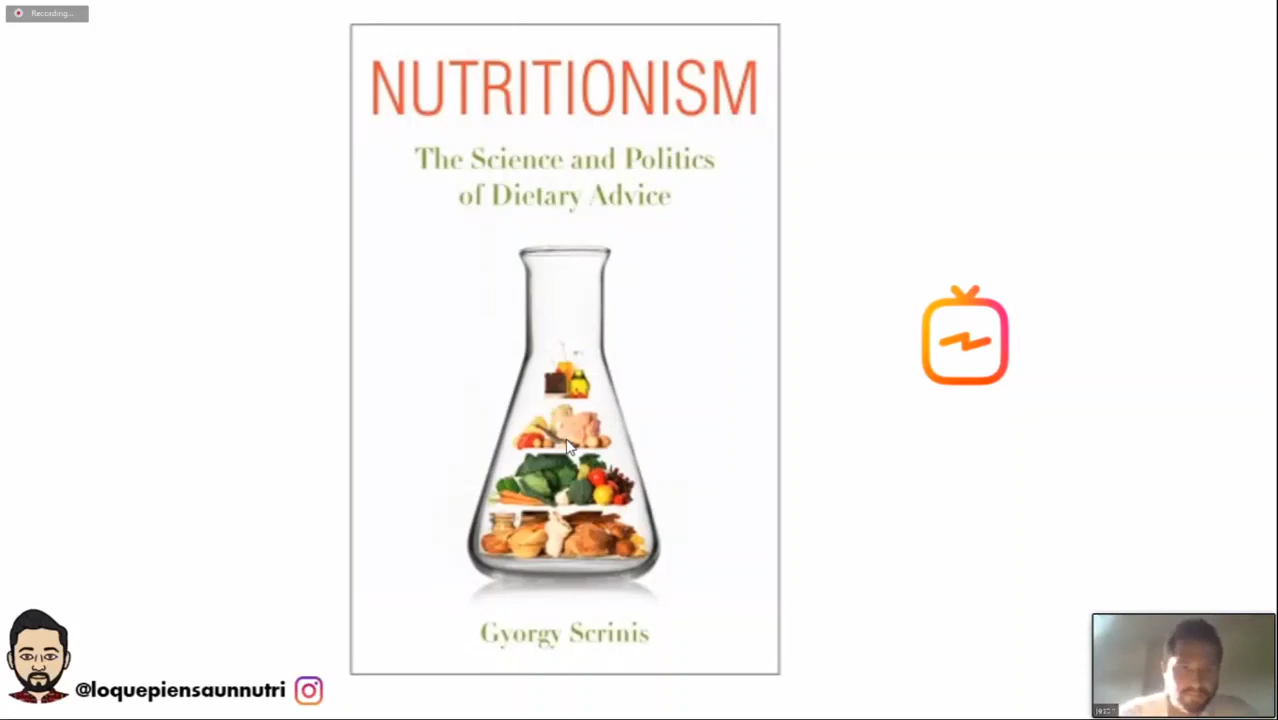 Recording...
NUTRITIONISM
The Science and Politics
of Dietary Advice
Gyorgy Scrinis
@loquepiensaunnutri